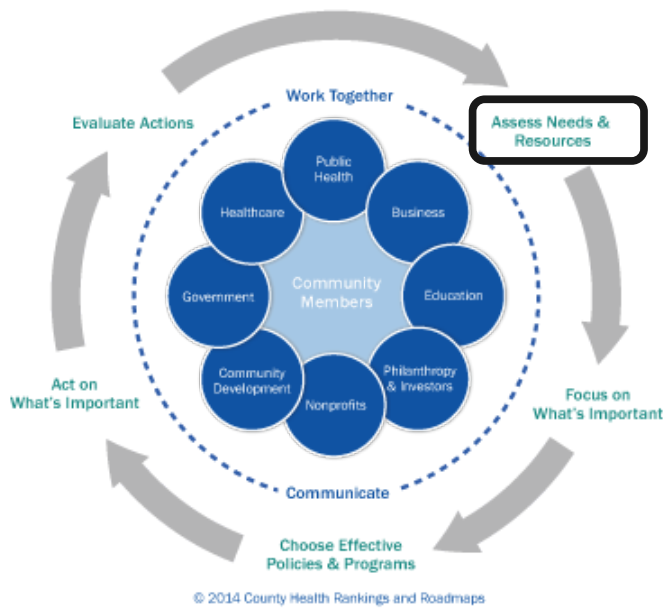 Work Together
Evaluate Actions
Assess Needs &
Resources
Public
Health
Healthcare
Business
Government
Community
Members
Education
Community
Development
Philanthropy
& Investors
Nonprofits
Act on
What's Important
Focus on
What's Important
Communicate
Choose Effective
Policies & Programs
© 2014 County Health Rankings and Roadmaps